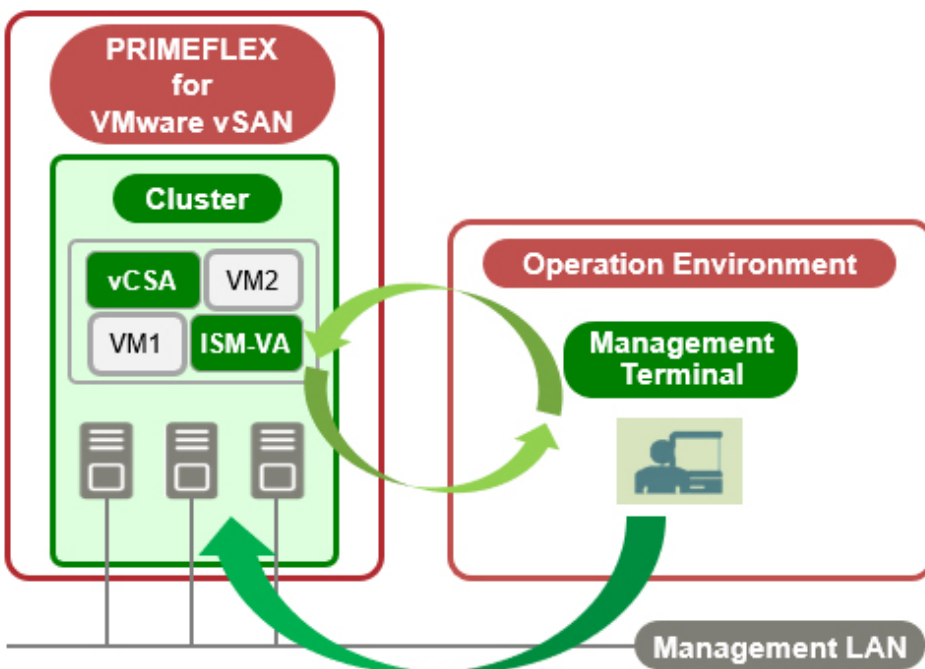 PRIMEFLEX
for
VMware vSAN
Cluster
vCSA
VM2
VM1
ISM-VA
Operation Environment
Management
Terminal
Management LAN